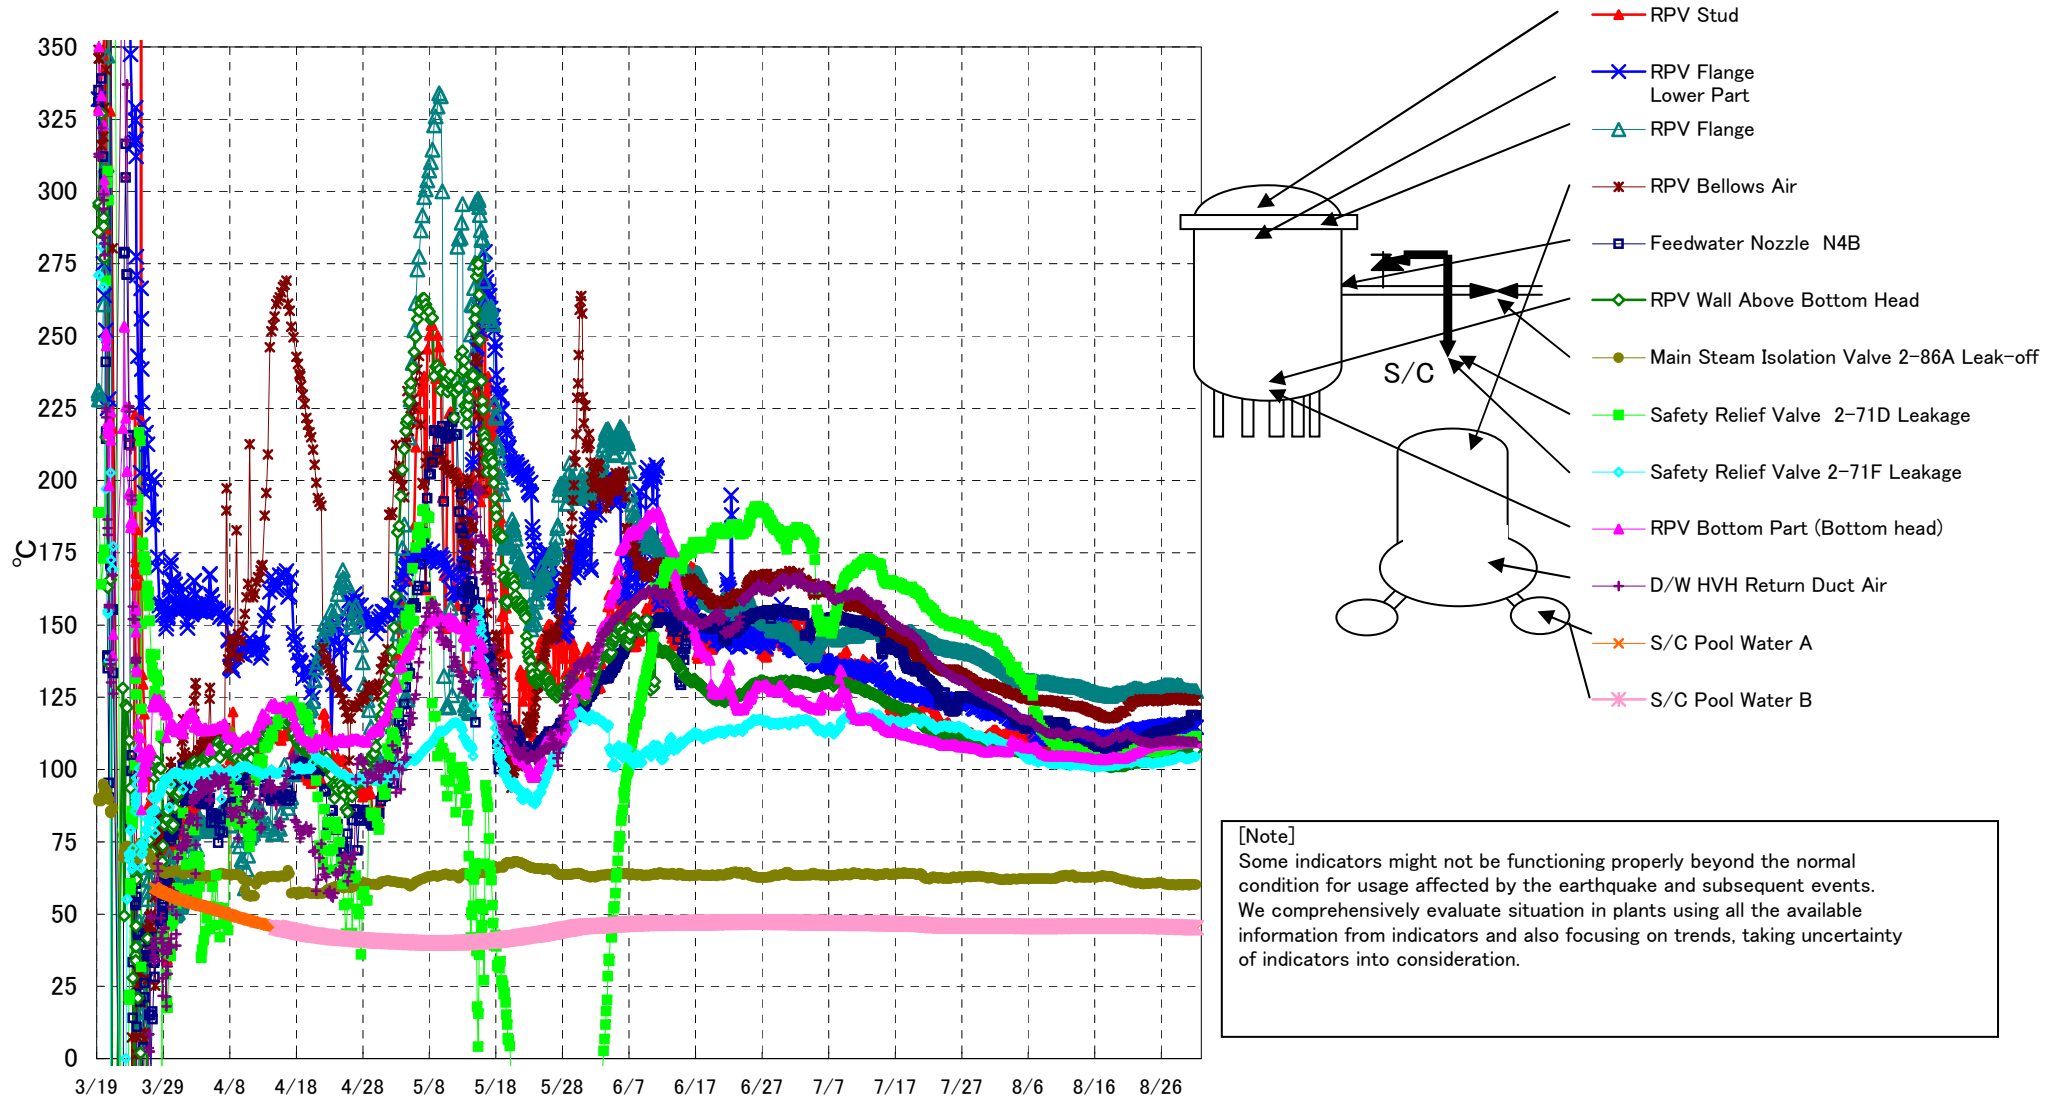 350
325
300
275
250
225
200
175
150
125
100
75
50
25
0
℃
3/19 3/29 4/8 4/18 4/28 5/8 5/18 5/28 6/7 6/17 6/27 7/7 7/17 7/27 8/6 8/16 8/26
RPV Stud
RPV Flange
Lower Part
RPV Flange
RPV Bellows Air
Feedwater Nozzle N4B
RPV Wall Above Bottom Head
Main Steam Isolation Valve 2-86A Leak-off
Safety Relief Valve 2-71D Leakage
Safety Relief Valve 2-71F Leakage
RPV Bottom Part (Bottom head)
D/W HVH Return Duct Air
S/C Pool Water A
S/C Pool Water B
S/C
[Note]
Some indicators might not be functioning properly beyond the normal
condition for usage affected by the earthquake and subsequent events.
We comprehensively evaluate situation in plants using all the available
information from indicators and also focusing on trends, taking uncertainty
of indicators into consideration.